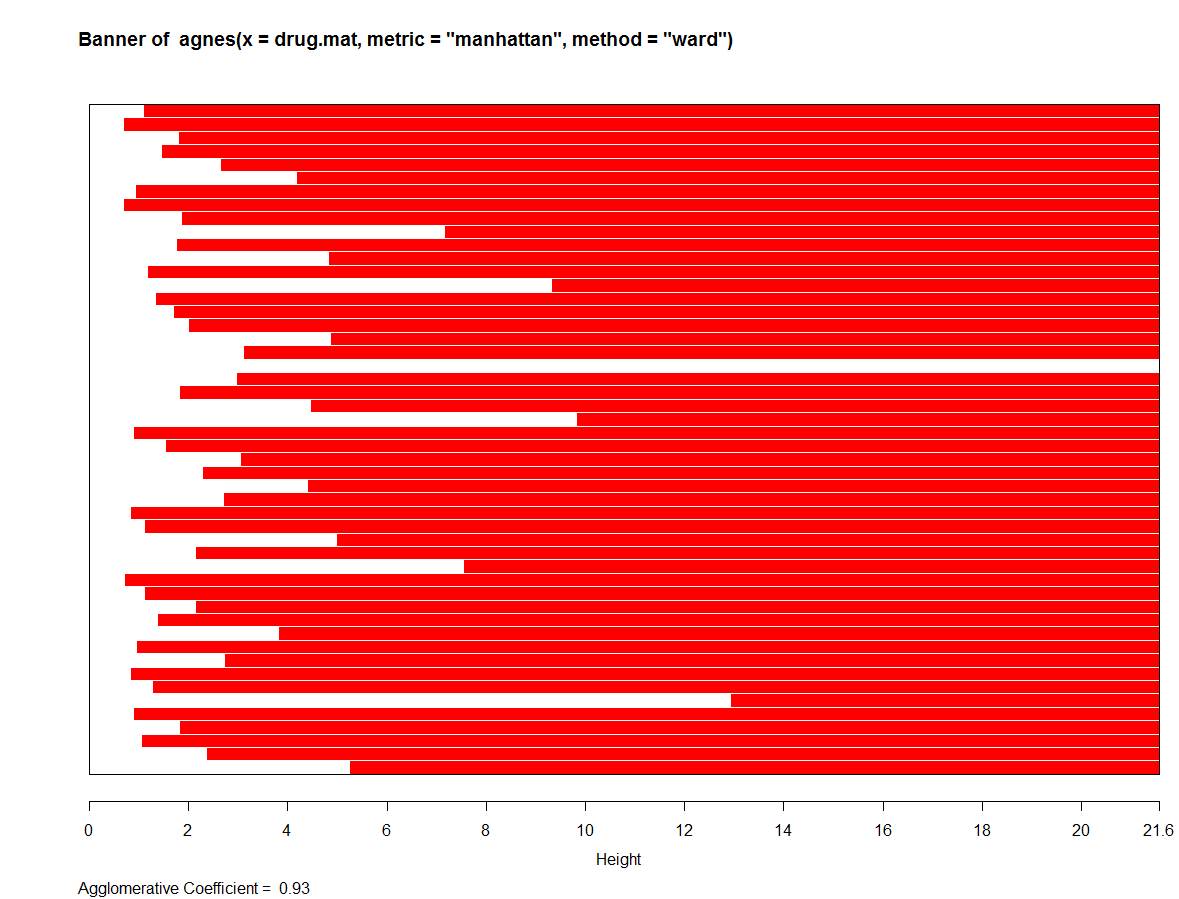 Banner of  agnes(x = drug.mat, metric = "manhattan", method = "ward")
0 2 4 6 8 10 12 14 16 18 20 21.6
Height
Agglomerative Coefficient =  0.93